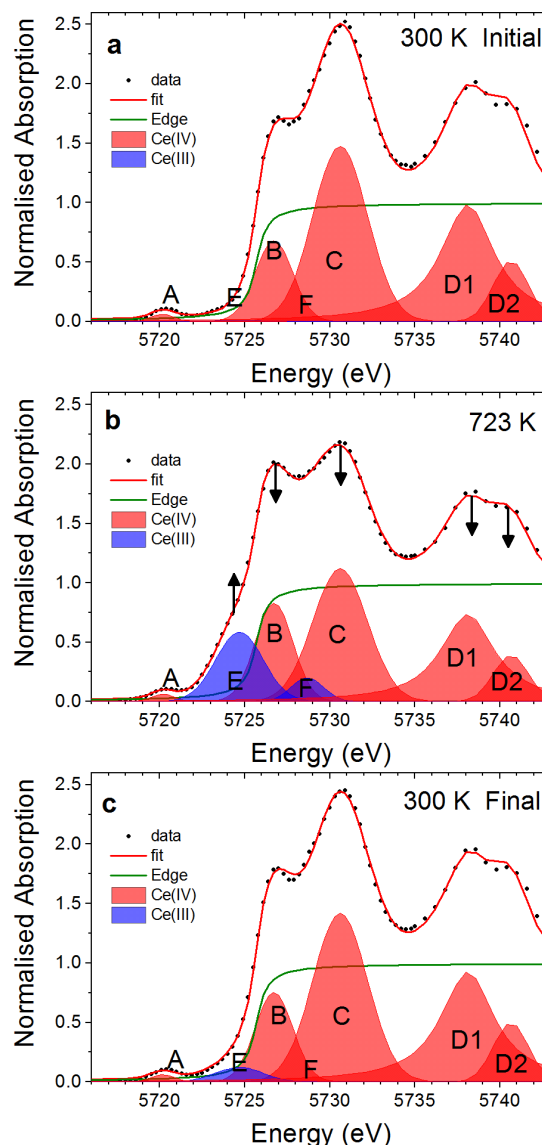 a
300 K Initial
data
fit
Edge
Ce(IV)
Ce(III)
A
E
B
F
C
D1
D2
Normalised Absorption
2.5
2.0
1.5
1.0
0.5
0.0
5720
5725
5730
5735
5740
Energy (eV)
b
723 K
data
fit
Edge
Ce(IV)
Ce(III)
A
E
B
F
C
D1
D2
Normalised Absorption
2.5
2.0
1.5
1.0
0.5
0.0
5720
5725
5730
5735
5740
Energy (eV)
c
300 K Final
data
fit
Edge
Ce(IV)
Ce(III)
A
E
B
F
C
D1
D2
Normalised Absorption
2.5
2.0
1.5
1.0
0.5
0.0
5720
5725
5730
5735
5740
Energy (eV)